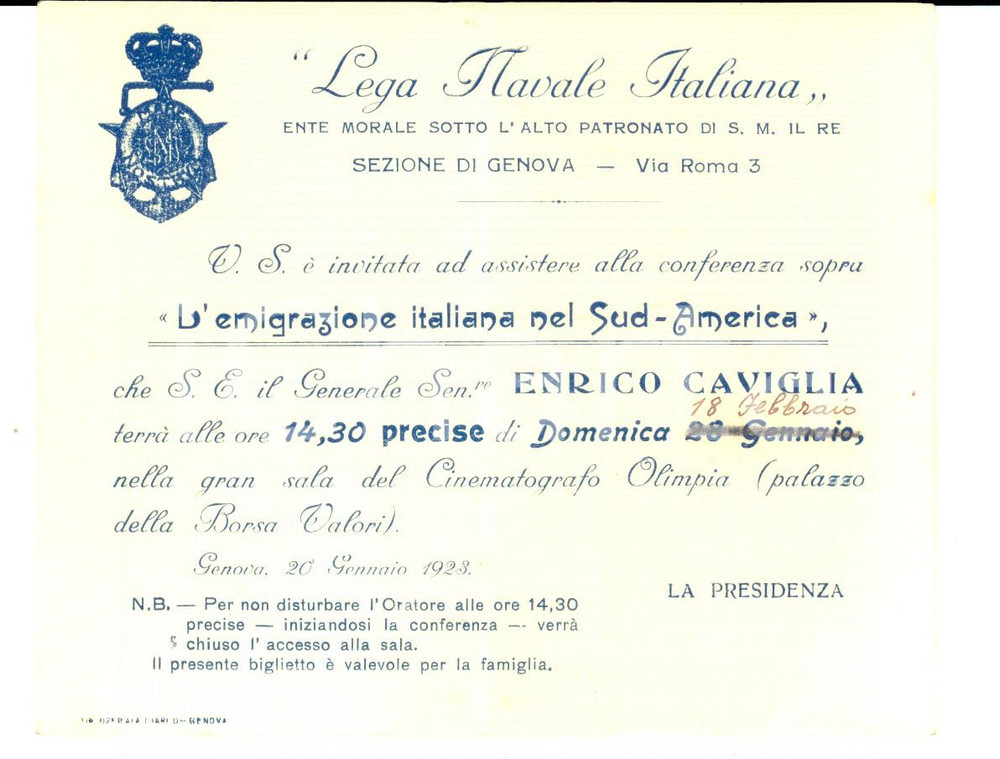 "Lega Navale Italiana„
ENTE MORALE SOTTO L'ALTO PATRONATO DI S. M. IL RE
SEZIONE DI GENOVA — Via Roma 3
V. S. è invitata ad assistere alla conferenza sopra
« L'emigrazione italiana nel Sud-America »,
che S. E. il Generale Sen.re ENRICO CAVIGLIA
18 Febbraio
terrà alle ore 14,30 precise di Domenica 28 Gennaio,
nella gran sala del Cinematografo Olimpia (palazzo
della Borsa Valori).
Genova, 20 Gennaio 1923.
LA PRESIDENZA
N.B. — Per non disturbare l'Oratore alle ore 14,30
precise — iniziandosi la conferenza — verrà
chiuso l'accesso alla sala.
Il presente biglietto è valevole per la famiglia.
GENOVA